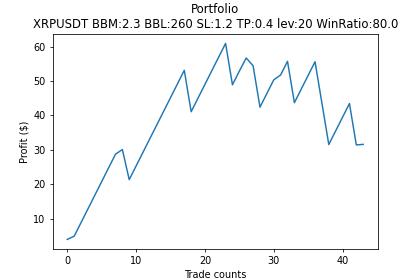 Portfolio
XRPUSDT BBM:2.3 BBL:260 SL:1.2 TP:0.4 lev:20 WinRatio:80.0
60
50
40
30
20
10
Profit ($)
0 10 20 30 40
Trade counts